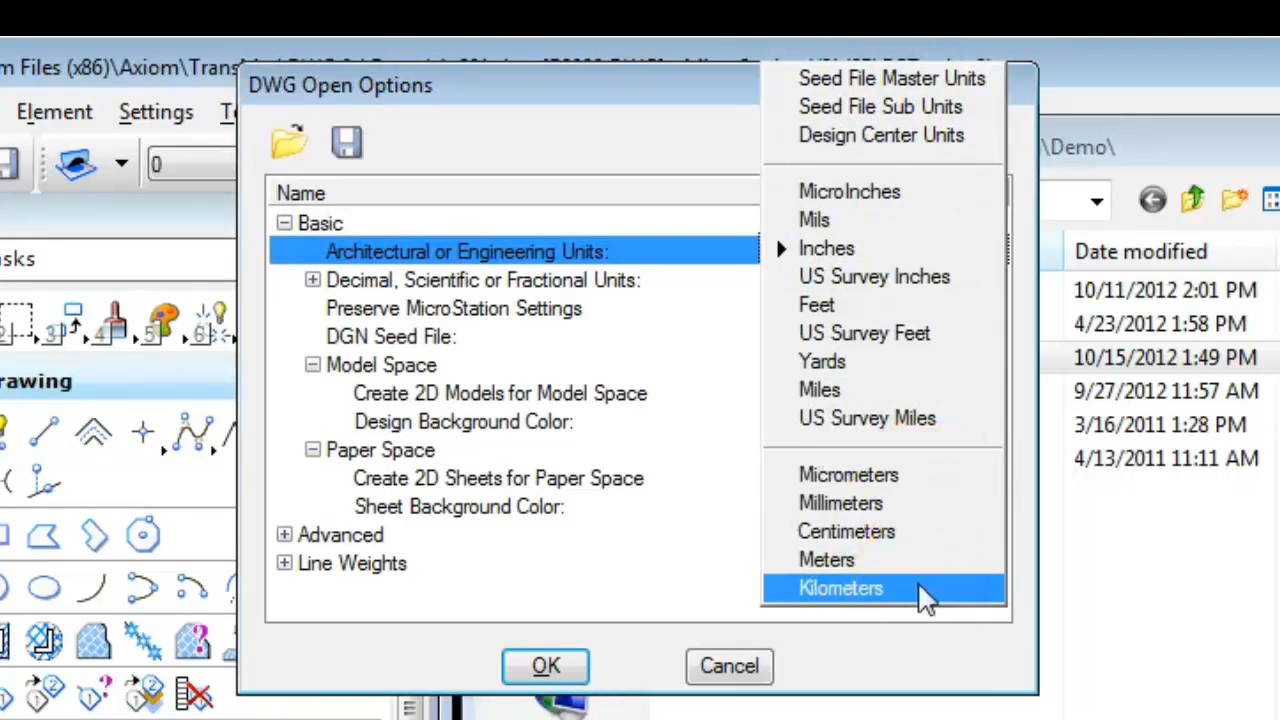 m Files (x86)\Axiom\Trans
DWG Open Options
Element
Settings
0
Name
Basic
Architectural or Engineering Units:
Decimal, Scientific or Fractional Units:
Preserve MicroStation Settings
DGN Seed File:
Model Space
Create 2D Models for Model Space
Design Background Color:
Paper Space
Create 2D Sheets for Paper Space
Sheet Background Color:
Advanced
Line Weights
OK
Cancel
Seed File Master Units
Seed File Sub Units
Design Center Units
MicroInches
Mils
Inches
US Survey Inches
Feet
US Survey Feet
Yards
Miles
US Survey Miles
Micrometers
Millimeters
Centimeters
Meters
Kilometers
\Demo\
Date modified
10/11/2012 2:01 PM
4/23/2012 1:58 PM
10/15/2012 1:49 PM
9/27/2012 11:57 AM
3/16/2011 1:28 PM
4/13/2011 11:11 AM
sks
2 3 4 5 6
rawing